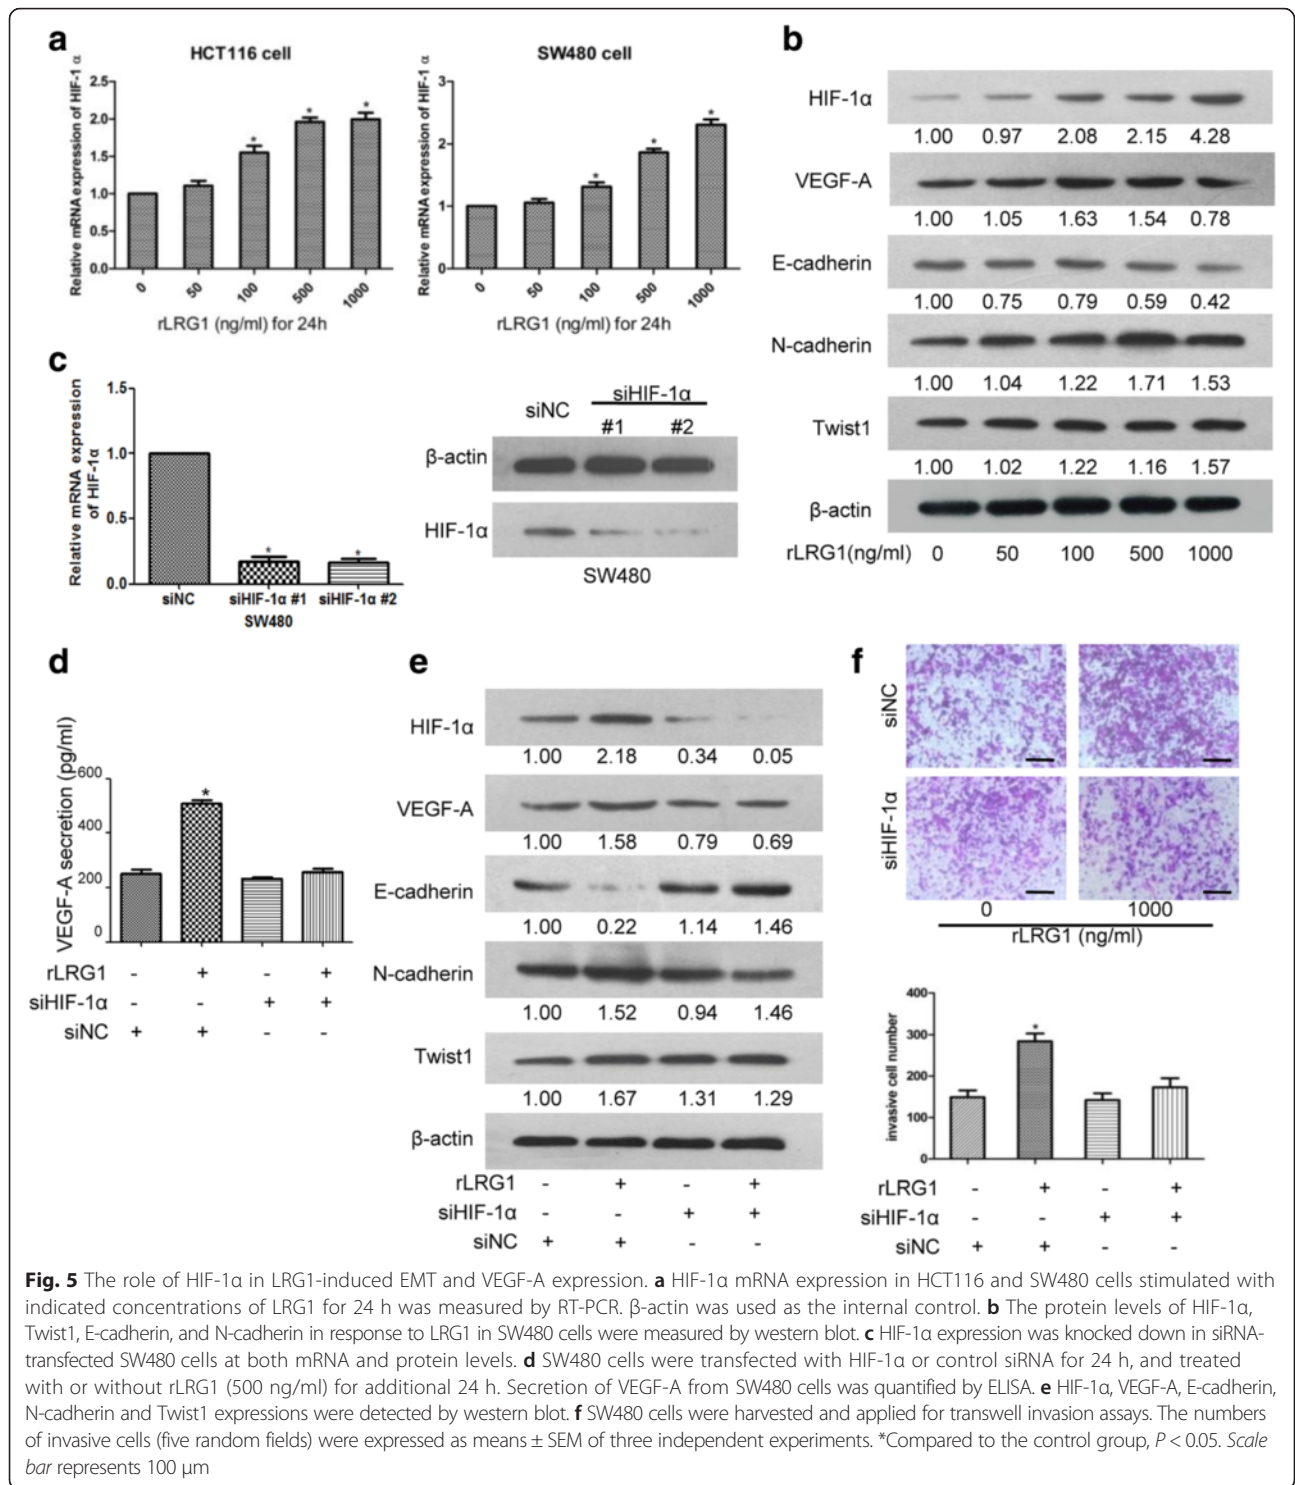 a
HCT116 cell
Relative mRNA expression of HIF-1 α
2.5
2.0
1.5
1.0
0.5
0.0
0
50
100
500
1000
* * *
rLRG1 (ng/ml) for 24h
SW480 cell
Relative mRNA expression of HIF-1 α
3
2
1
0
0
50
100
500
1000
* * *
rLRG1 (ng/ml) for 24h
b
HIF-1α
1.00 0.97 2.08 2.15 4.28
VEGF-A
1.00 1.05 1.63 1.54 0.78
E-cadherin
1.00 0.75 0.79 0.59 0.42
N-cadherin
1.00 1.04 1.22 1.71 1.53
Twist1
1.00 1.02 1.22 1.16 1.57
β-actin
rLRG1(ng/ml) 0 50 100 500 1000
c
Relative mRNA expression
of HIF-1α
1.5
1.0
0.5
0.0
* *
siNC siHIF-1α #1 siHIF-1α #2
SW480
siHIF-1α
siNC
#1 #2
β-actin
HIF-1α
SW480
d
VEGF-A secretion (pg/ml)
600
400
200
0
*
rLRG1 - + - +
siHIF-1α - - + +
siNC + + - -
e
HIF-1α
1.00 2.18 0.34 0.05
VEGF-A
1.00 1.58 0.79 0.69
E-cadherin
1.00 0.22 1.14 1.46
N-cadherin
1.00 1.52 0.94 1.46
Twist1
1.00 1.67 1.31 1.29
β-actin
rLRG1 - + - +
siHIF-1α - - + +
siNC + + - -
f
siNC
siHIF-1α
0 1000
rLRG1 (ng/ml)
invasive cell number
400
300
200
100
0
*
rLRG1 - + - +
siHIF-1α - - + +
siNC + + - -
Fig. 5 The role of HIF-1α in LRG1-induced EMT and VEGF-A expression. a HIF-1α mRNA expression in HCT116 and SW480 cells stimulated with
indicated concentrations of LRG1 for 24 h was measured by RT-PCR. β-actin was used as the internal control. b The protein levels of HIF-1α,
Twist1, E-cadherin, and N-cadherin in response to LRG1 in SW480 cells were measured by western blot. c HIF-1α expression was knocked down in siRNA-
transfected SW480 cells at both mRNA and protein levels. d SW480 cells were transfected with HIF-1α or control siRNA for 24 h, and treated
with or without rLRG1 (500 ng/ml) for additional 24 h. Secretion of VEGF-A from SW480 cells was quantified by ELISA. e HIF-1α, VEGF-A, E-cadherin,
N-cadherin and Twist1 expressions were detected by western blot. f SW480 cells were harvested and applied for transwell invasion assays. The numbers
of invasive cells (five random fields) were expressed as means ± SEM of three independent experiments. *Compared to the control group, P < 0.05. Scale
bar represents 100 μm